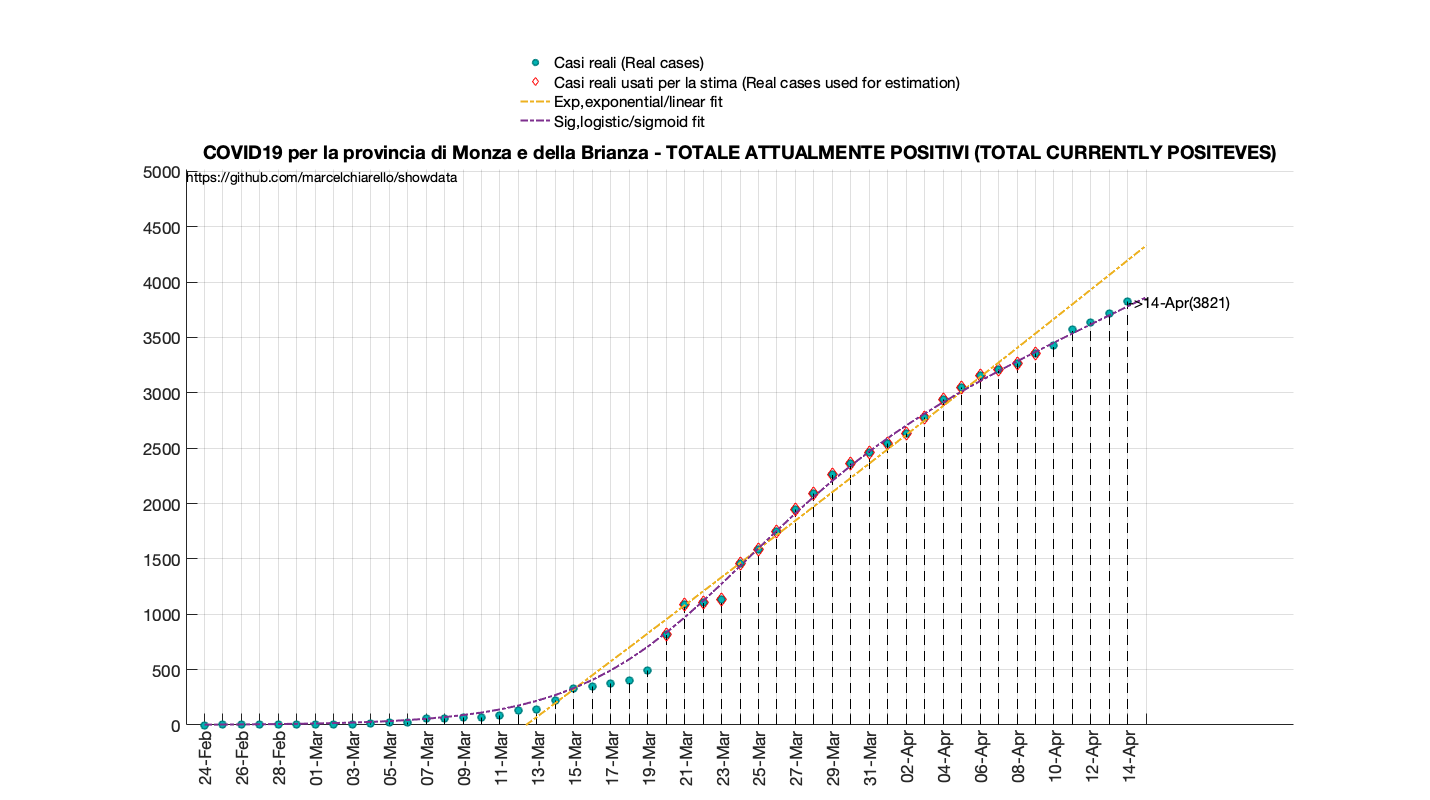 Casi reali (Real cases)
Casi reali usati per la stima (Real cases used for estimation)
Exp,exponential/linear fit
Sig,logistic/sigmoid fit
COVID19 per la provincia di Monza e della Brianza - TOTALE ATTUALMENTE POSITIVI (TOTAL CURRENTLY POSITEVES)
https://github.com/marcelchiarello/showdata
5000
4500
4000
3500
3000
2500
2000
1500
1000
500
0
->14-Apr(3821)
24-Feb
26-Feb
28-Feb
01-Mar
03-Mar
05-Mar
07-Mar
09-Mar
11-Mar
13-Mar
15-Mar
17-Mar
19-Mar
21-Mar
23-Mar
25-Mar
27-Mar
29-Mar
31-Mar
02-Apr
04-Apr
06-Apr
08-Apr
10-Apr
12-Apr
14-Apr